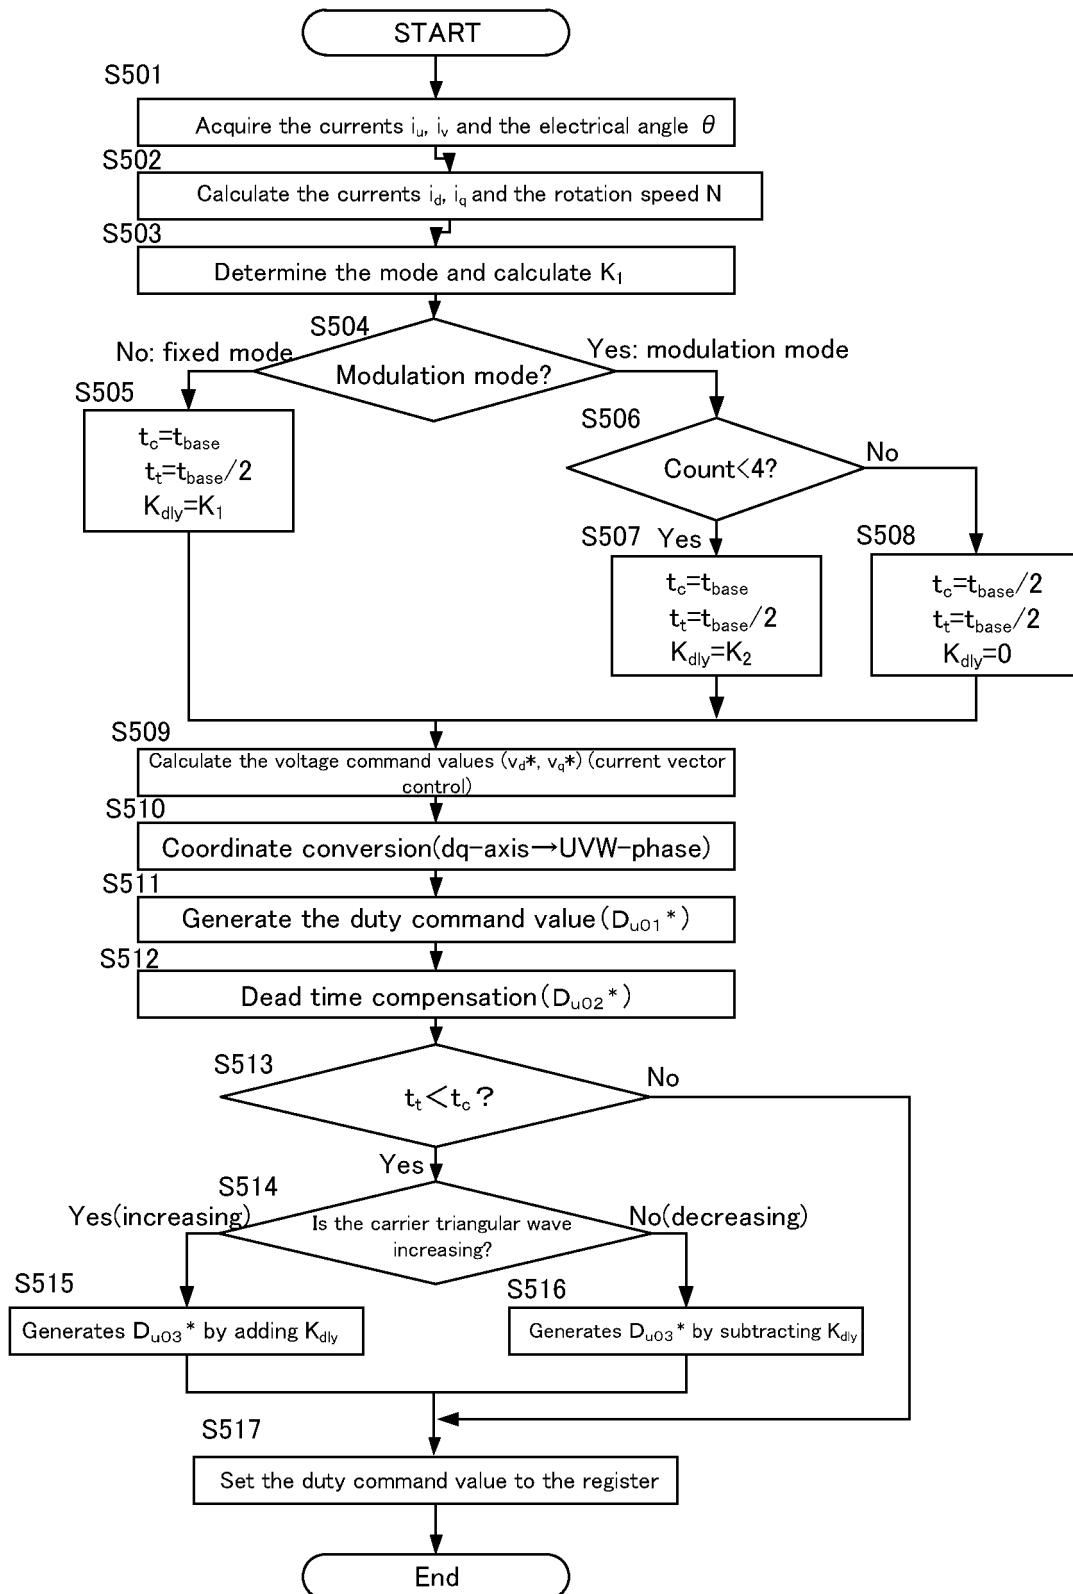 START
S501
Acquire the currents iu, iv and the electrical angle θ
S502
Calculate the currents id, iq and the rotation speed N
S503
Determine the mode and calculate K1
S504
No: fixed mode
Yes: modulation mode
Modulation mode?
S505
tc=tbase
tt=tbase/2
Kdly=K1
S506
Count<4?
No
S507
Yes
tc=tbase
tt=tbase/2
Kdly=K2
S508
tc=tbase/2
tt=tbase/2
Kdly=0
S509
Calculate the voltage command values (vd*, vq*) (current vector
control)
S510
Coordinate conversion(dq-axis→UVW-phase)
S511
Generate the duty command value(Du01*)
S512
Dead time compensation(Du02*)
S513
tt<tc?
No
Yes
S514
Yes(increasing)
No(decreasing)
Is the carrier triangular wave
increasing?
S515
Generates Du03* by adding Kdly
S516
Generates Du03* by subtracting Kdly
S517
Set the duty command value to the register
End